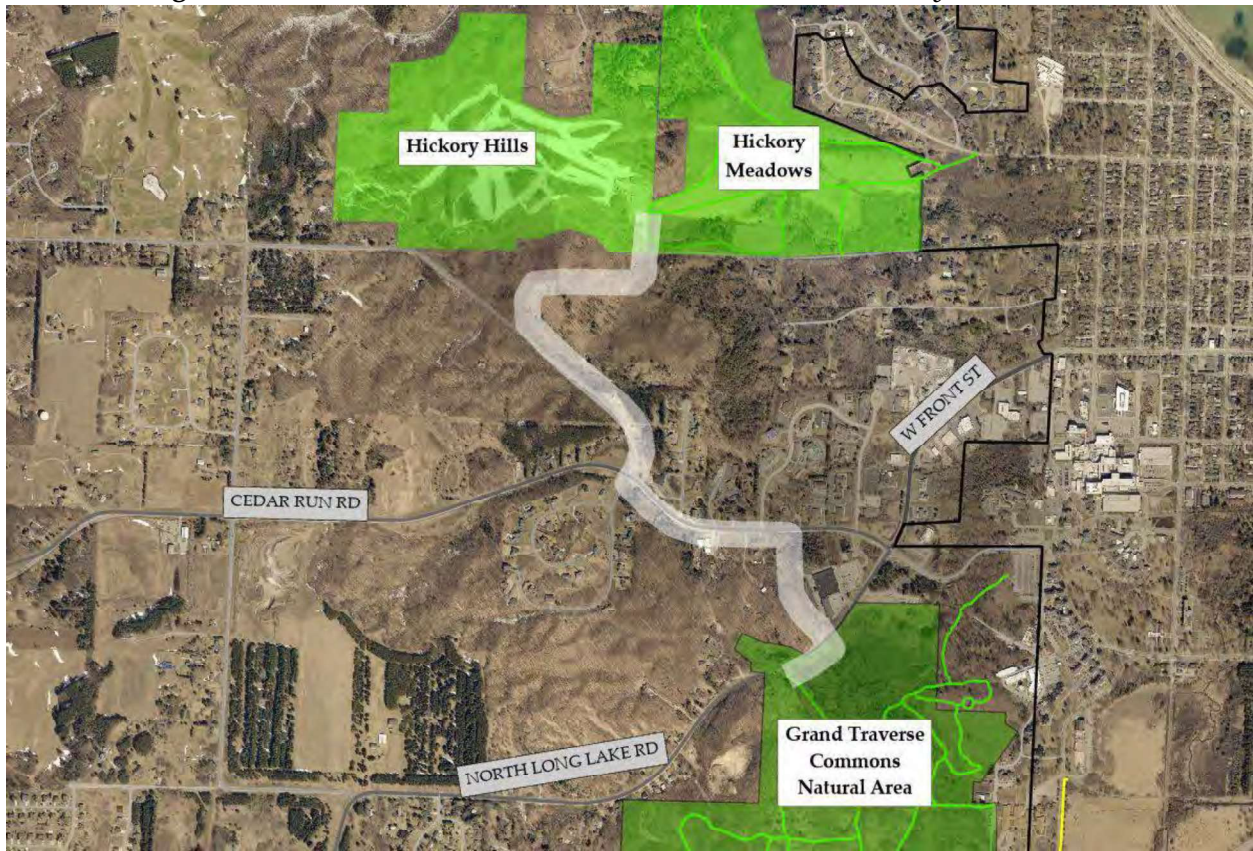 Hickory Hills
Hickory
Meadows
W FRONT ST
CEDAR RUN RD
NORTH LONG LAKE RD
Grand Traverse
Commons
Natural Area